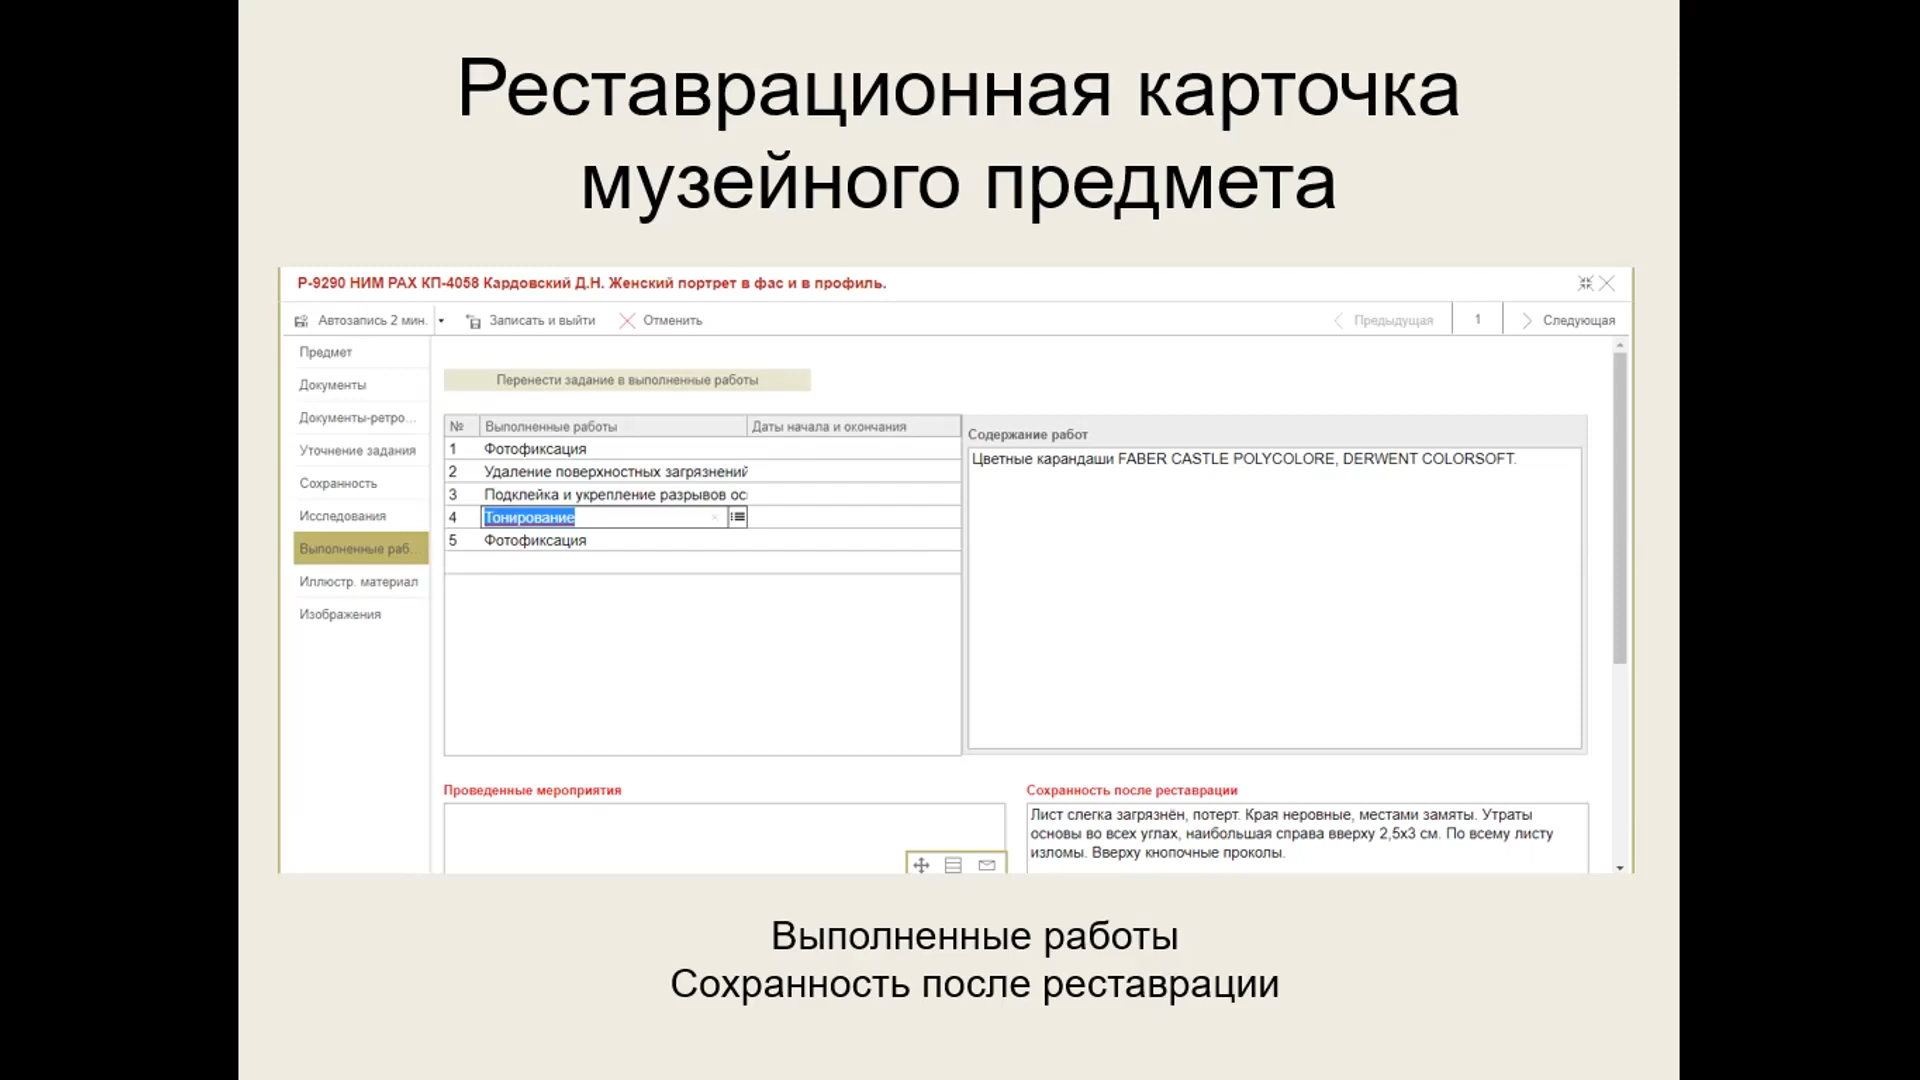 Реставрационная карточка
музейного предмета
Р-9290 НИМ РАХ КП-4058 Кардовский Д.Н. Женский портрет в фас и в профиль.
Автозапись 2 мин. Записать и выйти Отменить Предыдущая 1 Следующая
Предмет
Документы
Документы-ретро...
Уточнение задания
Сохранность
Исследования
Выполненные раб...
Иллюстр. материал
Изображения
Перенести задание в выполненные работы
№ Выполненные работы Даты начала и окончания
1 Фотофиксация
2 Удаление поверхностных загрязнений
3 Подклейка и укрепление разрывов ос
4 Тонирование
5 Фотофиксация
Содержание работ
Цветные карандаши FABER CASTLE POLYCOLORE, DERWENT COLORSOFT.
Проведенные мероприятия
Сохранность после реставрации
Лист слегка загрязнён, потерт. Края неровные, местами замяты. Утраты
основы во всех углах, наибольшая справа вверху 2,5х3 см. По всему листу
изломы. Вверху кнопочные проколы.
Выполненные работы
Сохранность после реставрации